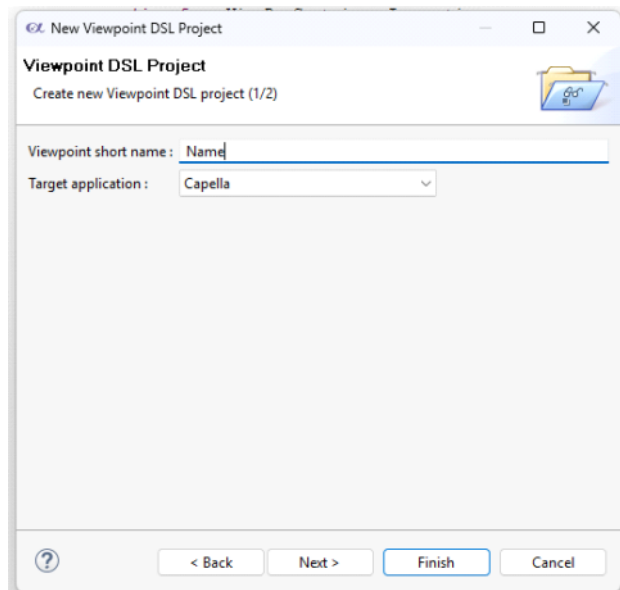 New Viewpoint DSL Project
Viewpoint DSL Project
Create new Viewpoint DSL project (1/2)
Viewpoint short name : Name
Target application : Capella
< Back Next > Finish Cancel